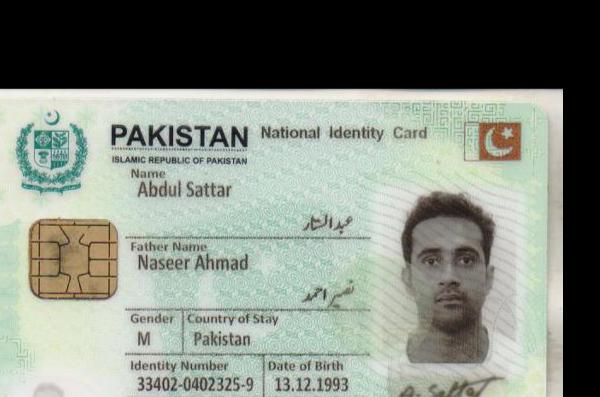 PAKISTAN National Identity Card
ISLAMIC REPUBLIC OF PAKISTAN
Name
Abdul Sattar
عبدالستار
Father Name
Naseer Ahmad
نصیر احمد
Gender Country of Stay
M Pakistan
Identity Number Date of Birth
33402-0402325-9 13.12.1993
A. Sattar